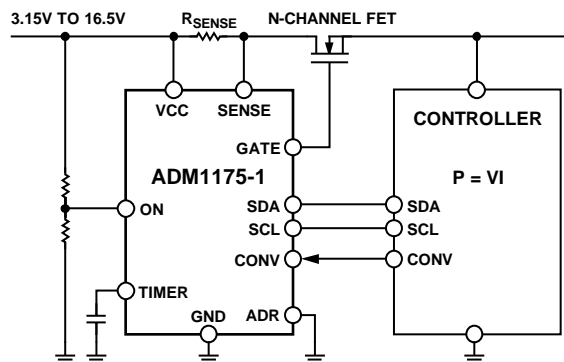 3.15V TO 16.5V
RSENSE
N-CHANNEL FET
VCC
SENSE
CONTROLLER
GATE
ADM1175-1
P = VI
SDA
SDA
ON
SCL
SCL
CONV
CONV
TIMER
GND
ADR